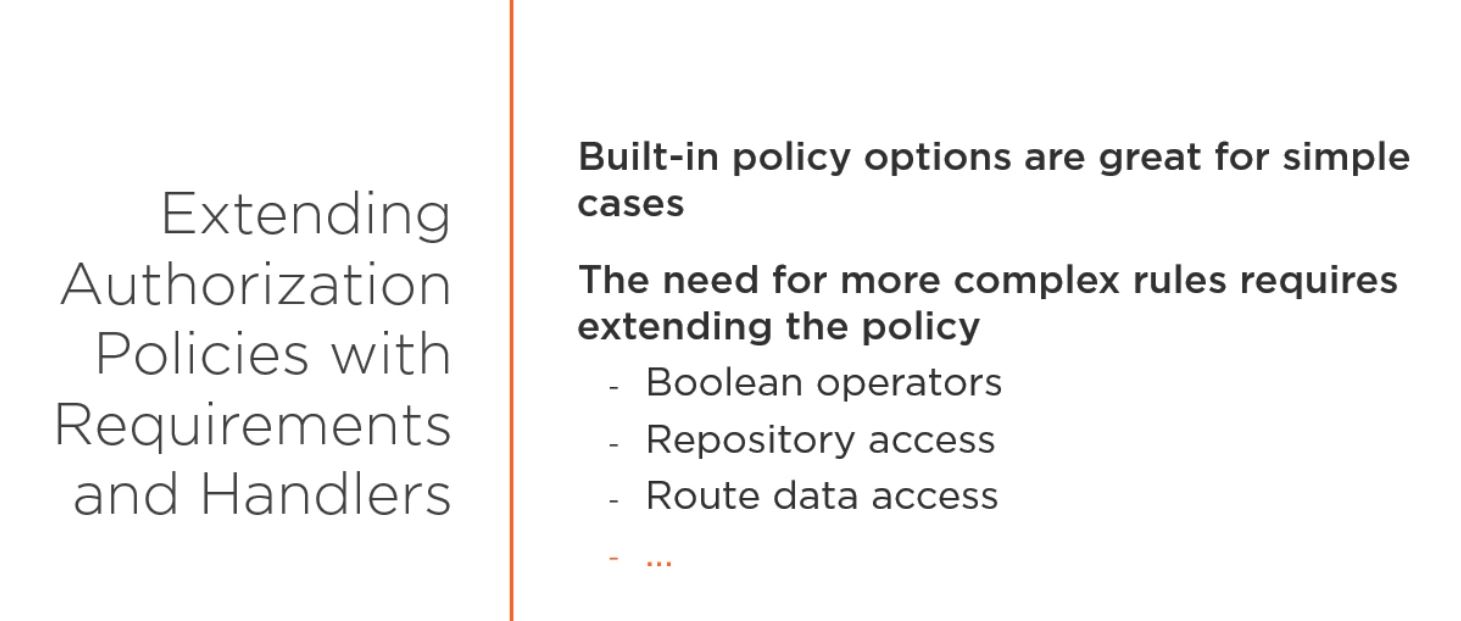 Extending
Authorization
Policies with
Requirements
and Handlers
Built-in policy options are great for simple
cases
The need for more complex rules requires
extending the policy
- Boolean operators
- Repository access
- Route data access
- ...